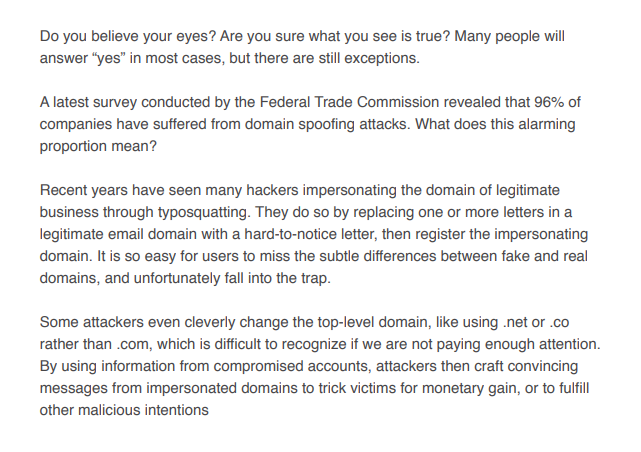 Do you believe your eyes? Are you sure what you see is true? Many people will
answer “yes” in most cases, but there are still exceptions.
A latest survey conducted by the Federal Trade Commission revealed that 96% of
companies have suffered from domain spoofing attacks. What does this alarming
proportion mean?
Recent years have seen many hackers impersonating the domain of legitimate
business through typosquatting. They do so by replacing one or more letters in a
legitimate email domain with a hard-to-notice letter, then register the impersonating
domain. It is so easy for users to miss the subtle differences between fake and real
domains, and unfortunately fall into the trap.
Some attackers even cleverly change the top-level domain, like using .net or .co
rather than .com, which is difficult to recognize if we are not paying enough attention.
By using information from compromised accounts, attackers then craft convincing
messages from impersonated domains to trick victims for monetary gain, or to fulfill
other malicious intentions